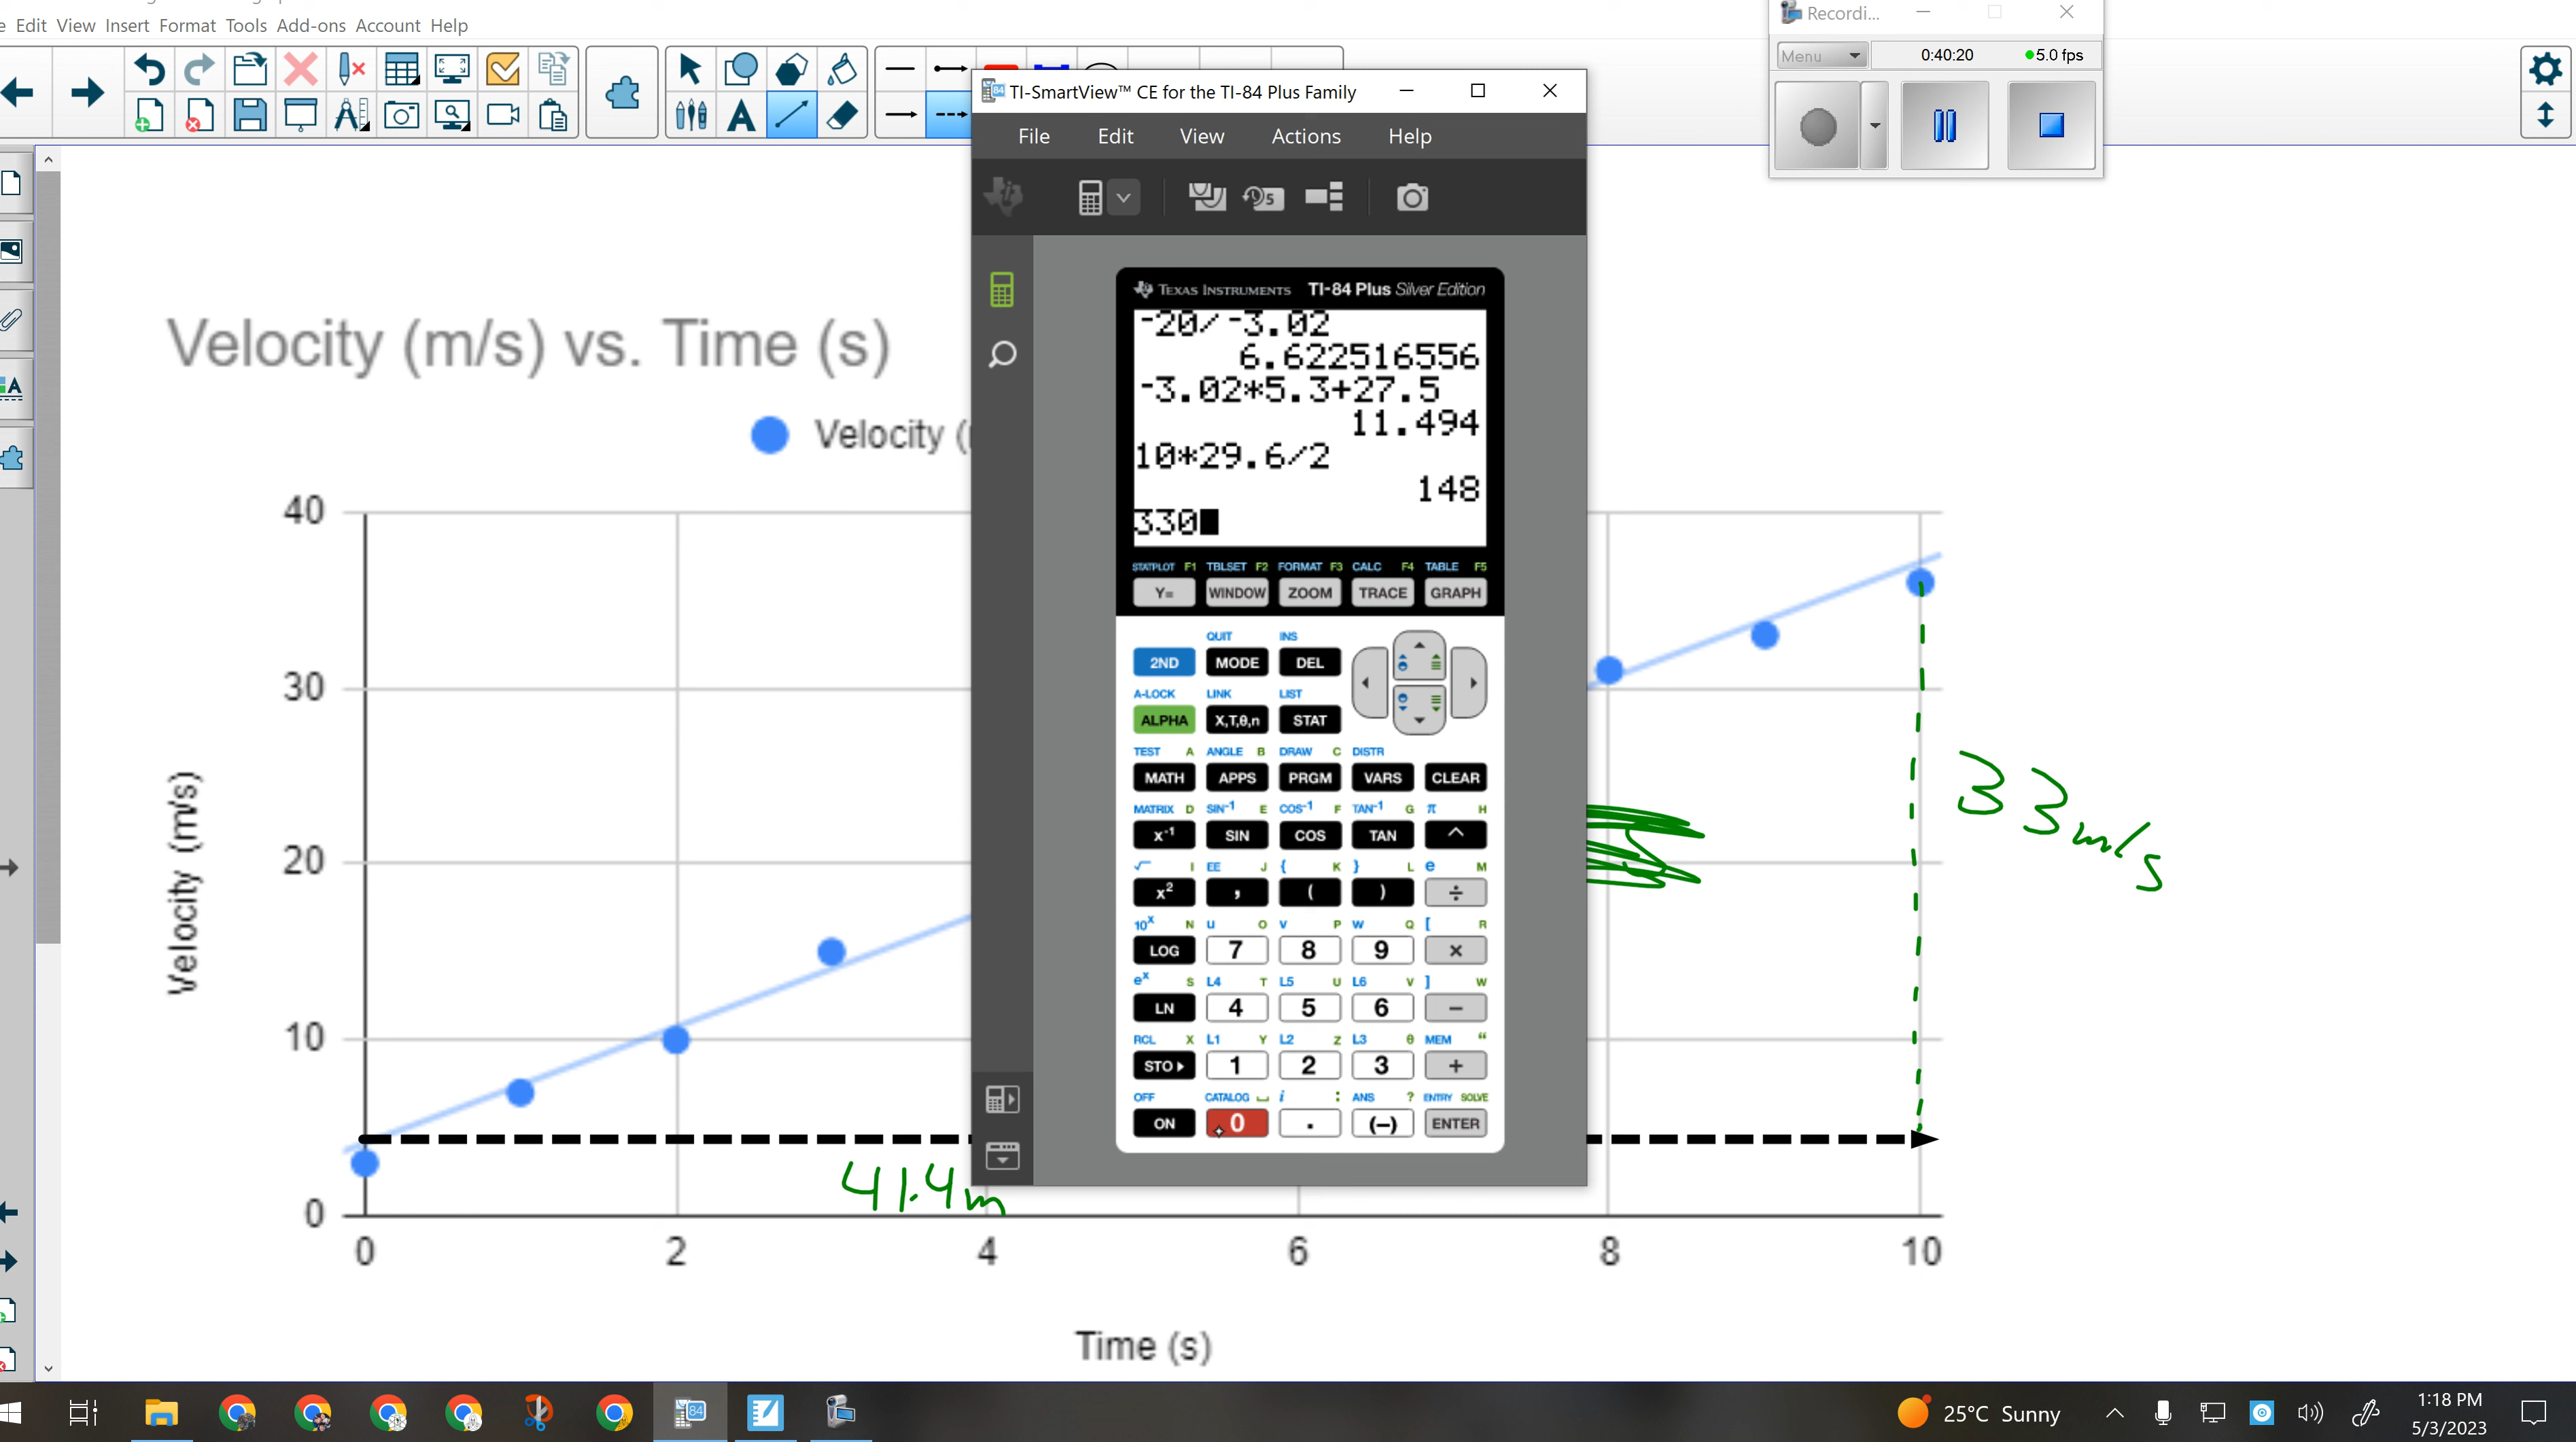 Edit View Insert Format Tools Add-ons Account Help
Recordi...
Menu 0:40:20 5.0 fps
TI-SmartView™ CE for the TI-84 Plus Family
File Edit View Actions Help
TEXAS INSTRUMENTS TI-84 Plus Silver Edition
-20/-3.02
6.622516556
-3.02*5.3+27.5
11.494
10*29.6/2
148
330
STATPLOT F1 TBLSET F2 FORMAT F3 CALC F4 TABLE F5
Y= WINDOW ZOOM TRACE GRAPH
QUIT INS
2ND MODE DEL
A-LOCK LINK LIST
ALPHA X,T,θ,n STAT
TEST A ANGLE B DRAW C DISTR
MATH APPS PRGM VARS CLEAR
MATRIX D SIN-1 E COS-1 F TAN-1 G π H
x-1 SIN COS TAN ^
√ I EE J { K } L e M
x2 , ( ) ÷
10x N u O v P w Q [ R
LOG 7 8 9 ×
ex S L4 T L5 U L6 V ] W
LN 4 5 6 −
RCL X L1 Y L2 Z L3 θ MEM “
STO▸ 1 2 3 +
OFF CATALOG i : ANS ? ENTRY SOLVE
ON 0 . (−) ENTER
Velocity (m/s) vs. Time (s)
Velocity (
40
30
20
10
0
Velocity (m/s)
33 m/s
41.4m
0 2 4 6 8 10
Time (s)
84
25°C Sunny
1:18 PM
5/3/2023